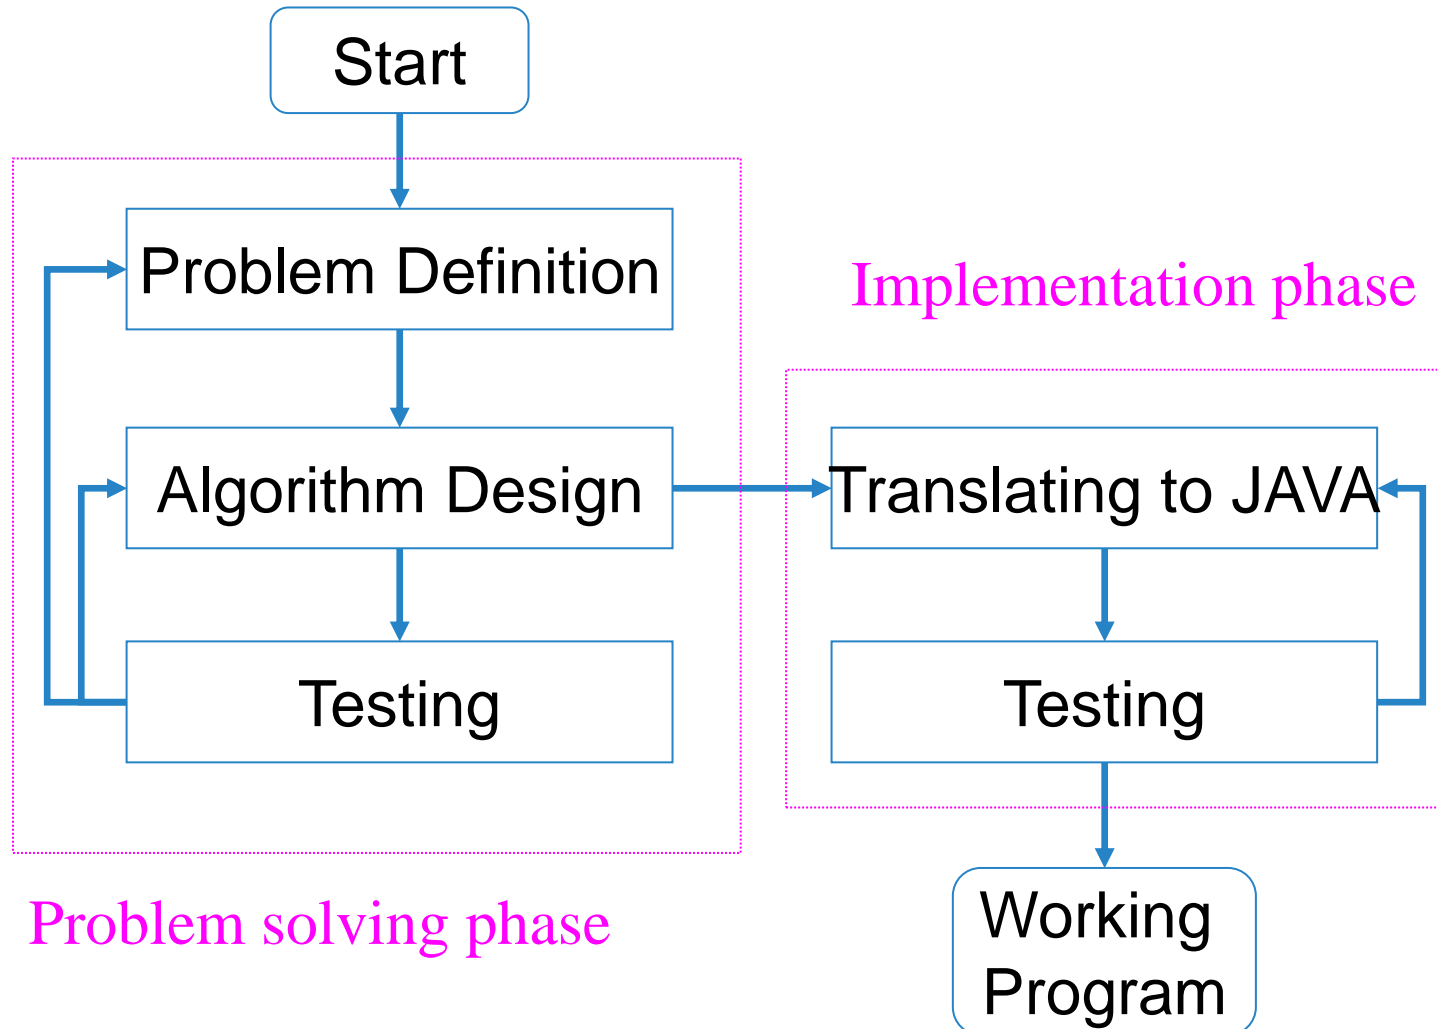 Start
Problem Definition
Algorithm Design
Testing
Problem solving phase
Implementation phase
Translating to JAVA
Testing
Working
Program